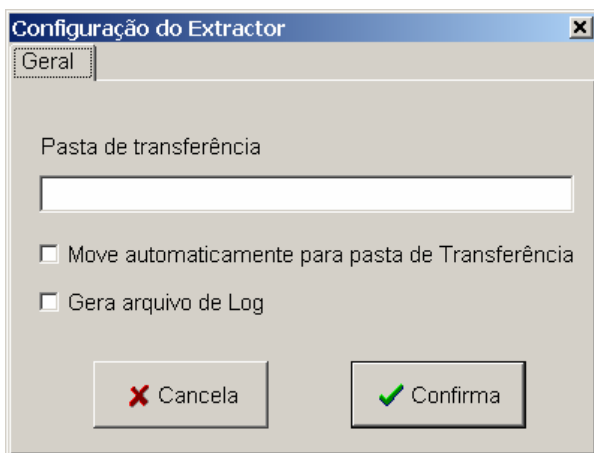 Configuração do Extractor
Geral
Pasta de transferência
Move automaticamente para pasta de Transferência
Gera arquivo de Log
Cancela Confirma